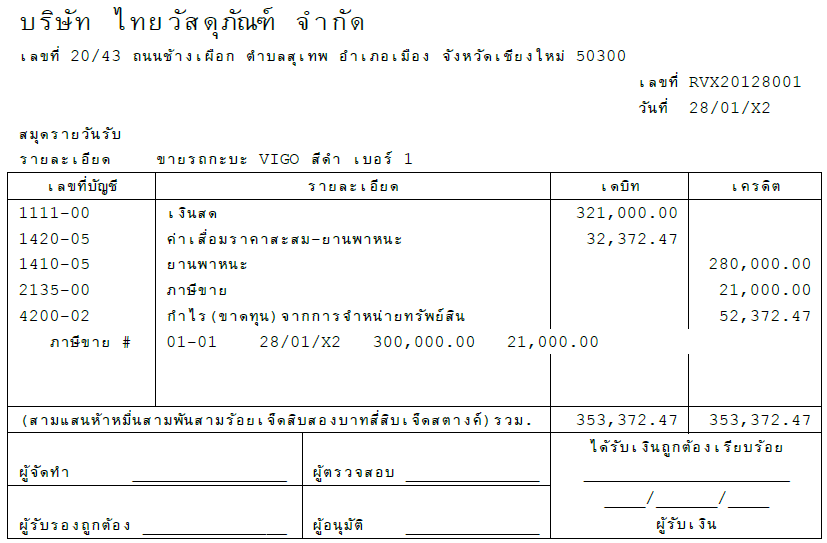 บริษัท ไทยวัสดุภัณฑ์ จำกัด
เลขที่ 20/43 ถนนช้างเผือก ตำบลสุเทพ อำเภอเมือง จังหวัดเชียงใหม่ 50300
เลขที่ RVX20128001
วันที่ 28/01/X2
สมุดรายวันรับ
รายละเอียด ขายรถกะบะ VIGO สีดำ เบอร์ 1
เลขที่บัญชี รายละเอียด เดบิท เครดิต
1111-00 เงินสด 321,000.00
1420-05 ค่าเสื่อมราคาสะสม-ยานพาหนะ 32,372.47
1410-05 ยานพาหนะ 280,000.00
2135-00 ภาษีขาย 21,000.00
4200-02 กำไร(ขาดทุน)จากการจำหน่ายทรัพย์สิน 52,372.47
ภาษีขาย # 01-01 28/01/X2 300,000.00 21,000.00
(สามแสนห้าหมื่นสามพันสามร้อยเจ็ดสิบสองบาทสี่สิบเจ็ดสตางค์)รวม. 353,372.47 353,372.47
ได้รับเงินถูกต้องเรียบร้อย
ผู้จัดทำ ______________ ผู้ตรวจสอบ ______________ ____________________
____/______/____
ผู้รับรองถูกต้อง ______________ ผู้อนุมัติ ______________ ผู้รับเงิน